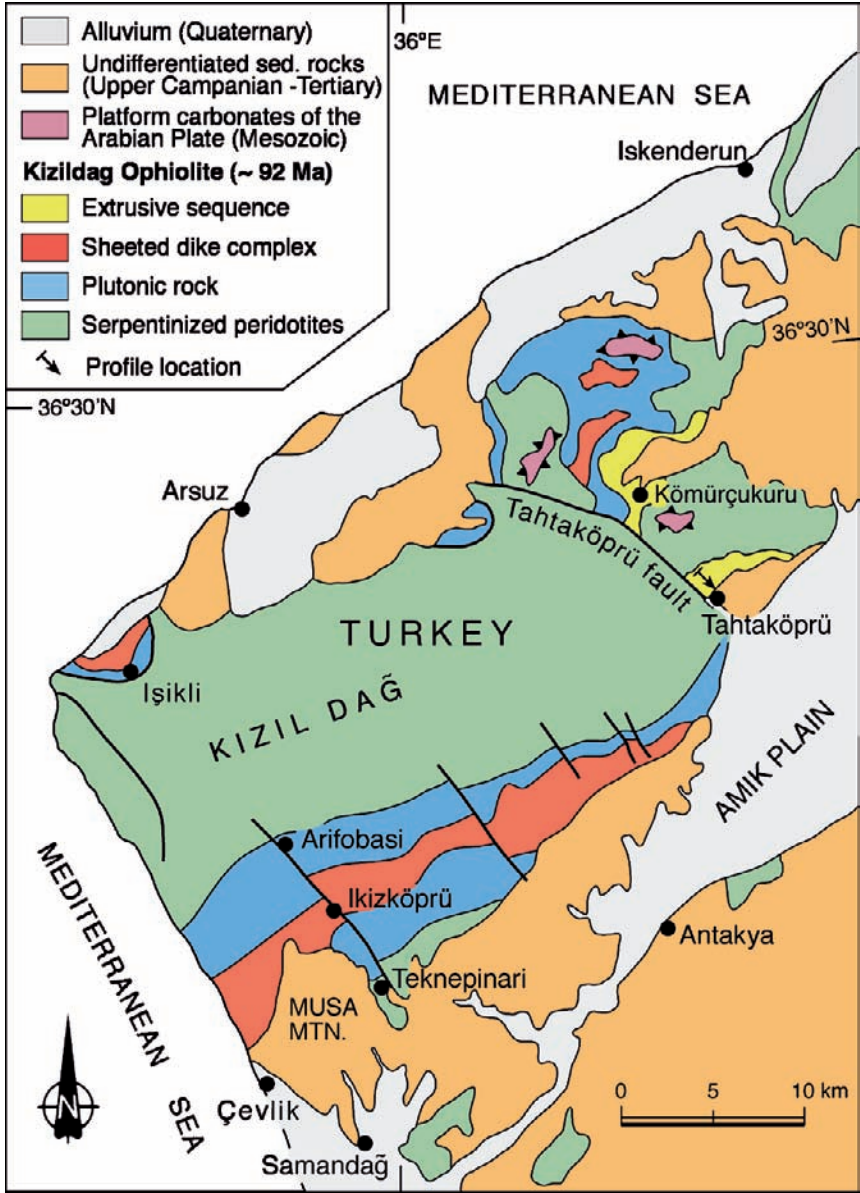 Alluvium (Quaternary)
Undifferentiated sed. rocks
(Upper Campanian -Tertiary)
Platform carbonates of the
Arabian Plate (Mesozoic)
Kizildag Ophiolite (~ 92 Ma)
Extrusive sequence
Sheeted dike complex
Plutonic rock
Serpentinized peridotites
Profile location
36ºE
MEDITERRANEAN SEA
Iskenderun
36º30'N
36º30'N
Arsuz
Kömürçukuru
Tahtaköprü fault
Tahtaköprü
TURKEY
Işikli
KIZIL DAĞ
AMIK PLAIN
Arifobasi
MEDITERRANEAN SEA
Ikizköprü
Antakya
Teknepinari
MUSA
MTN.
N
Çevlik
Samandağ
0 5 10 km